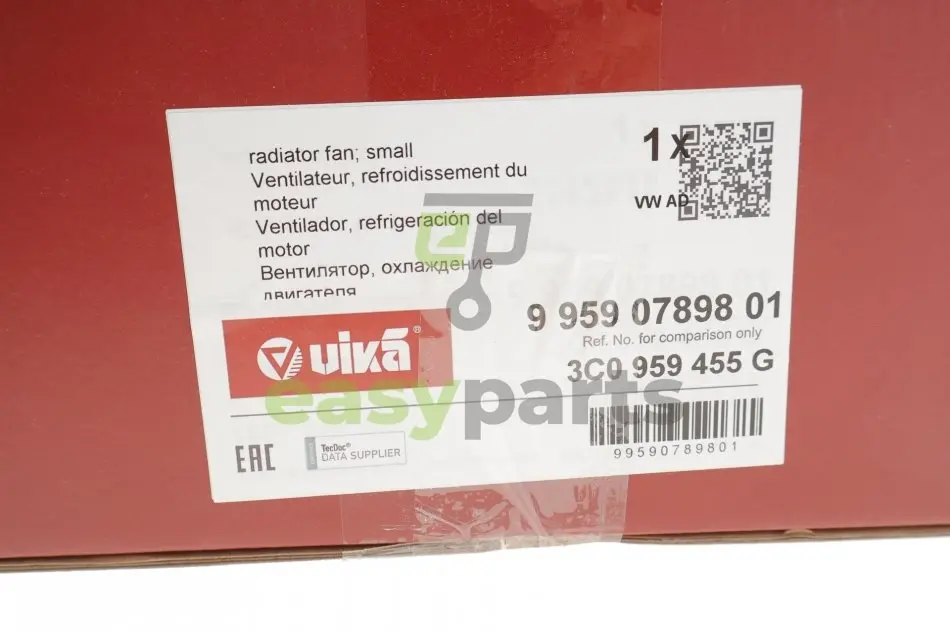 radiator fan; small
Ventilateur, refroidissement du
moteur
Ventilador, refrigeración del
motor
Вентилятор, охлаждение
двигателя
1 x
VW AD
9 959 07898 01
Ref. No. for comparison only
3C0 959 455 G
vika®
easyparts
EAC
TecDoc®
DATA SUPPLIER
99590789801